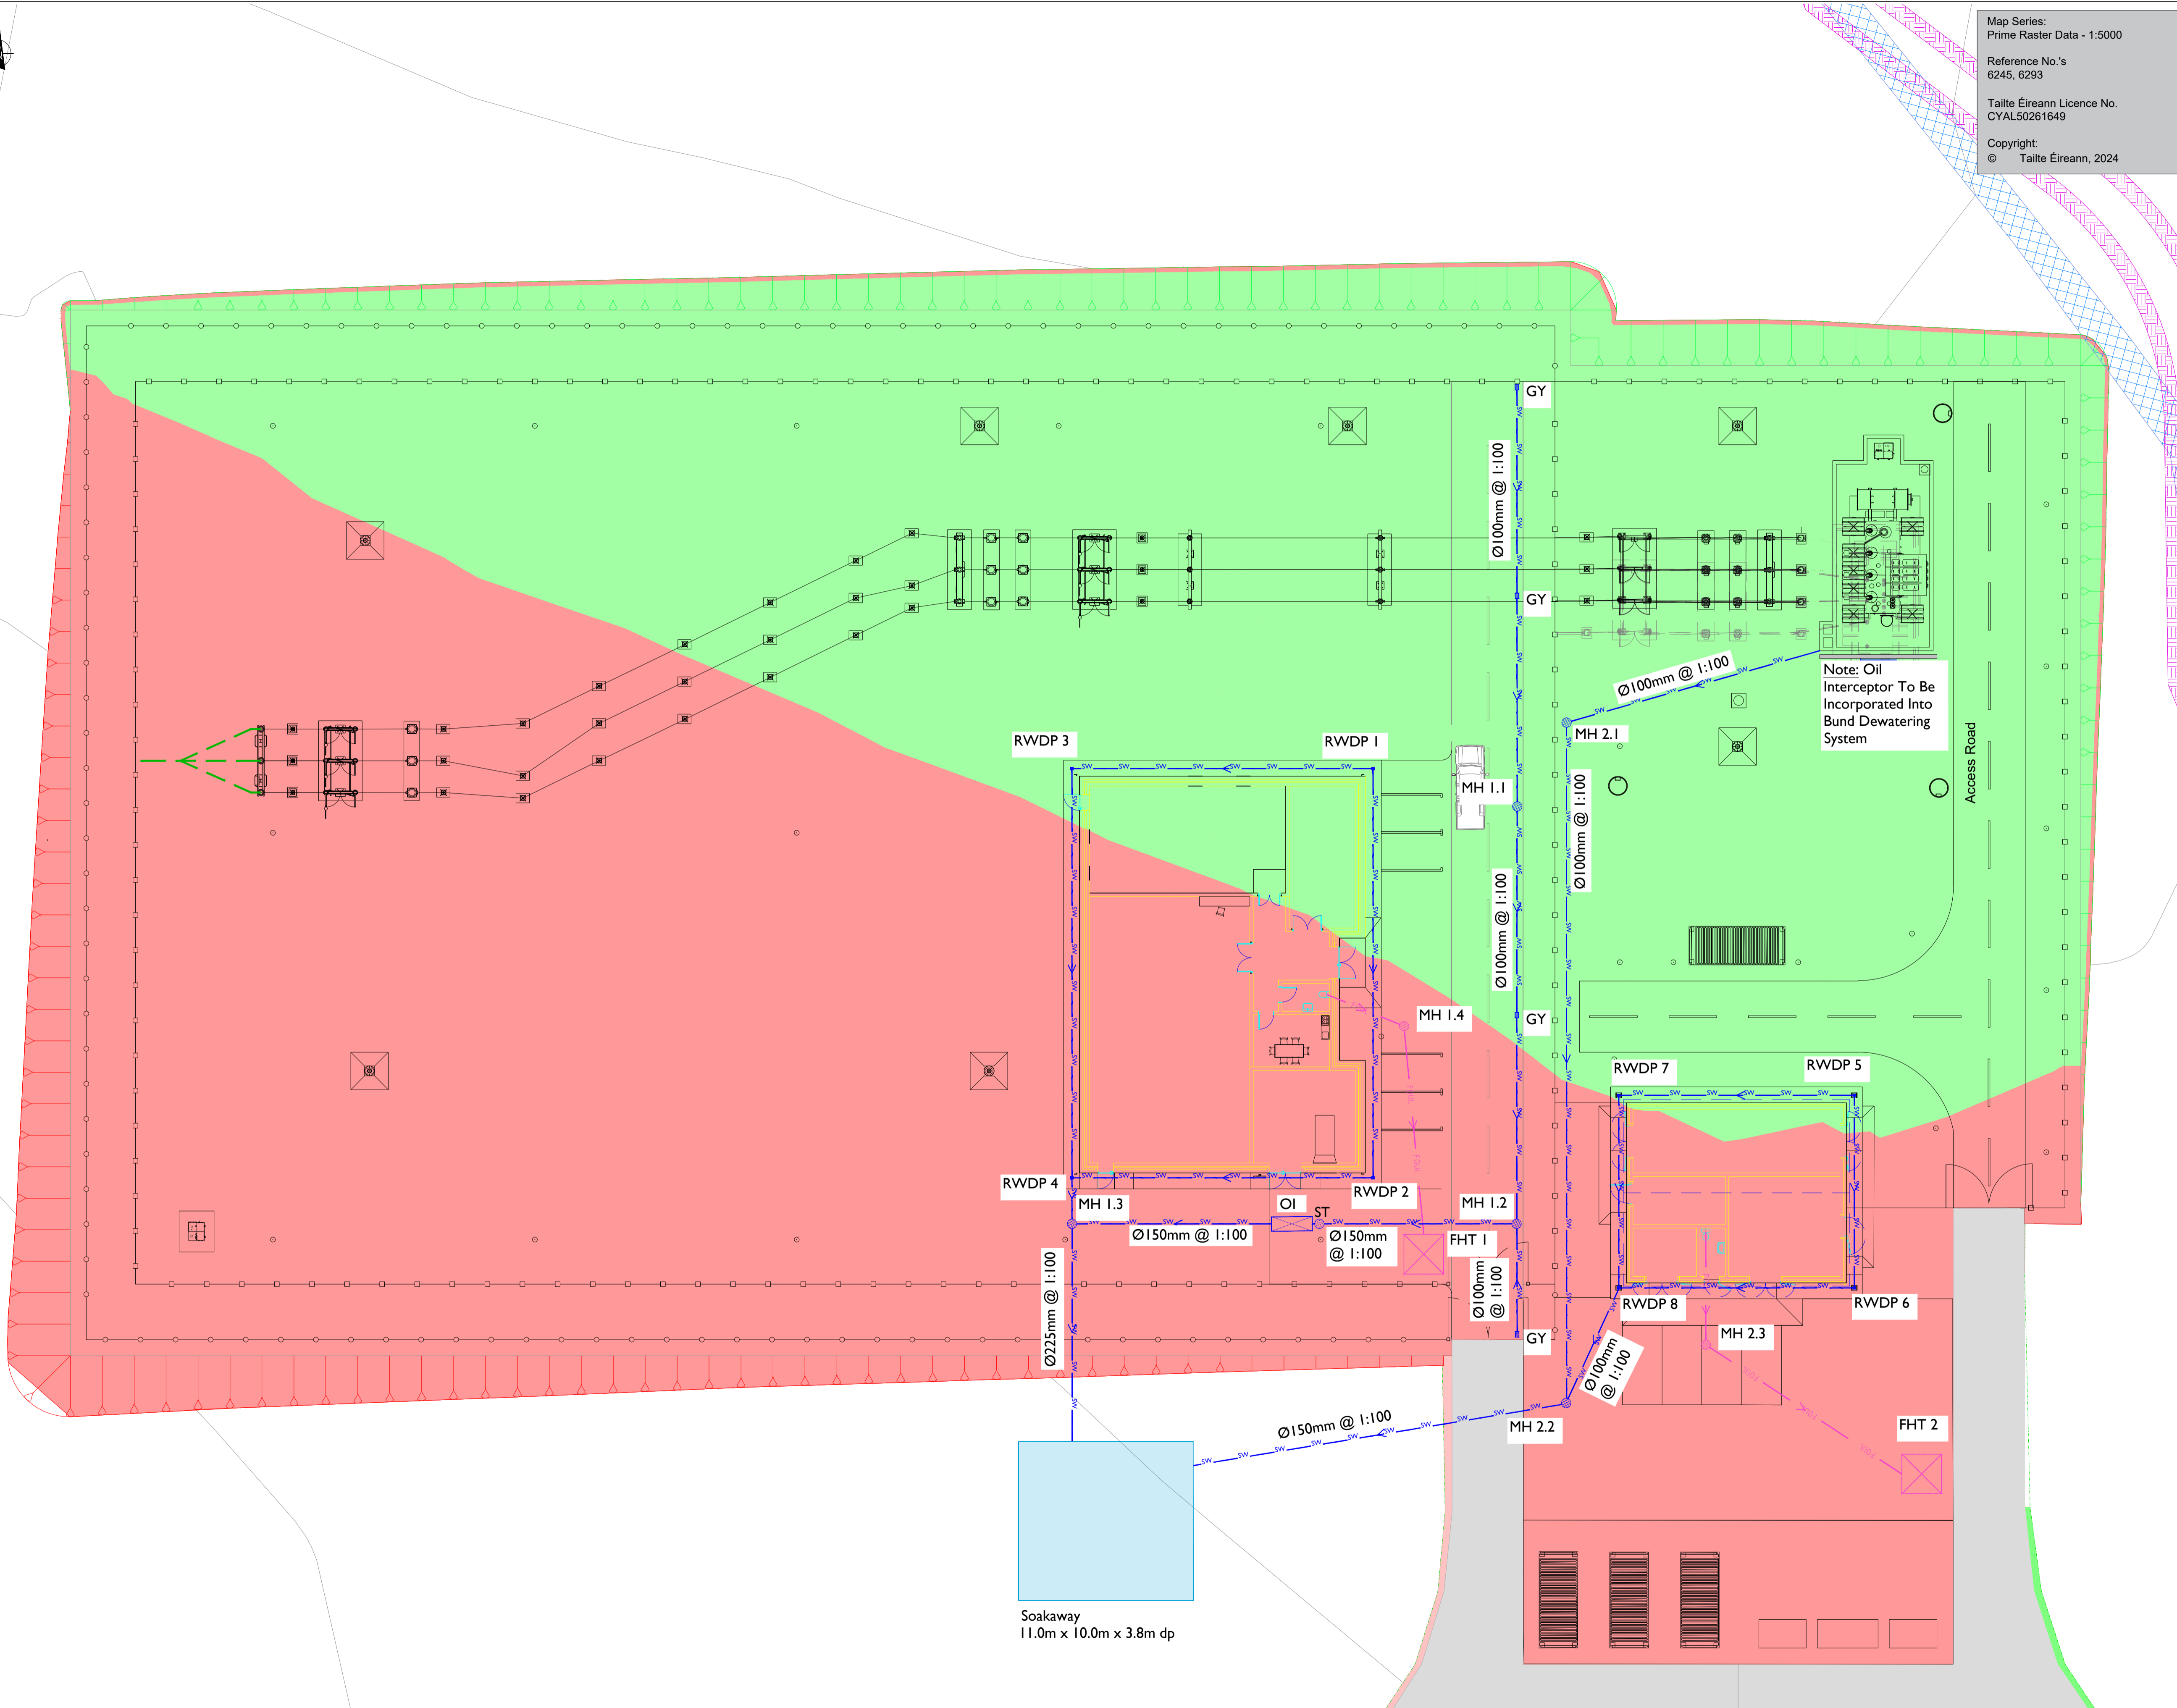 Map Series:
Prime Raster Data - 1:5000
Reference No.'s
6245, 6293
Tailte Éireann Licence No.
CYAL50261649
Copyright:
© Tailte Éireann, 2024
GY
Ø100mm @ 1:100
GY
Ø100mm @ 1:100
Note: Oil
Interceptor To Be
Incorporated Into
Bund Dewatering
System
MH 2.1
Access Road
RWDP 3
RWDP 1
MH 1.1
Ø100mm @ 1:100
Ø100mm @ 1:100
GY
MH 1.4
RWDP 7
RWDP 5
RWDP 4
RWDP 2
MH 1.3
OI
ST
MH 1.2
Ø150mm @ 1:100
Ø150mm
@ 1:100
FHT 1
Ø225mm @ 1:100
Ø100mm
@ 1:100
GY
RWDP 8
RWDP 6
MH 2.3
Ø100mm
@ 1:100
Ø150mm @ 1:100
MH 2.2
FHT 2
Soakaway
11.0m x 10.0m x 3.8m dp